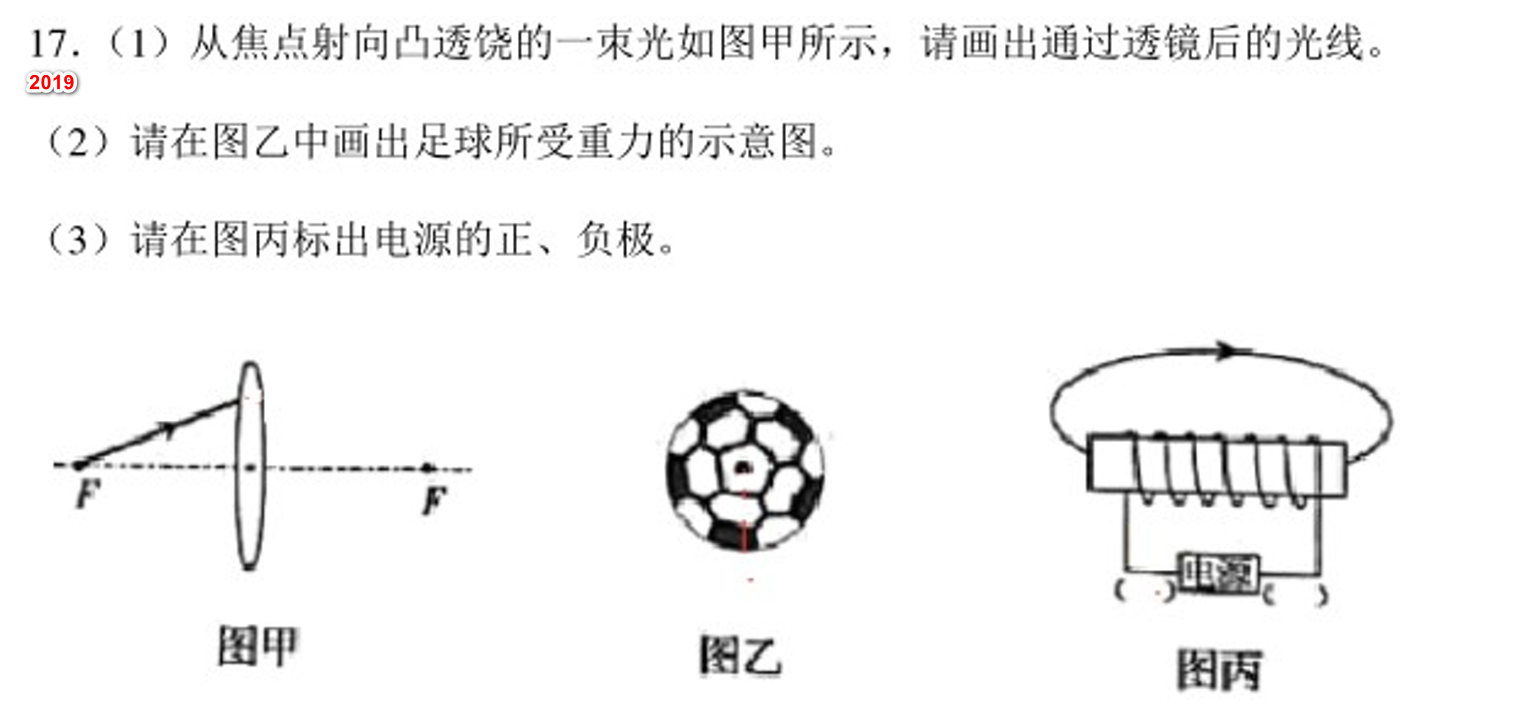 17.（1）从焦点射向凸透饶的一束光如图甲所示，请画出通过透镜后的光线。
2019
（2）请在图乙中画出足球所受重力的示意图。
（3）请在图丙标出电源的正、负极。
F
F
电源
（ ）
（ ）
图甲
图乙
图丙